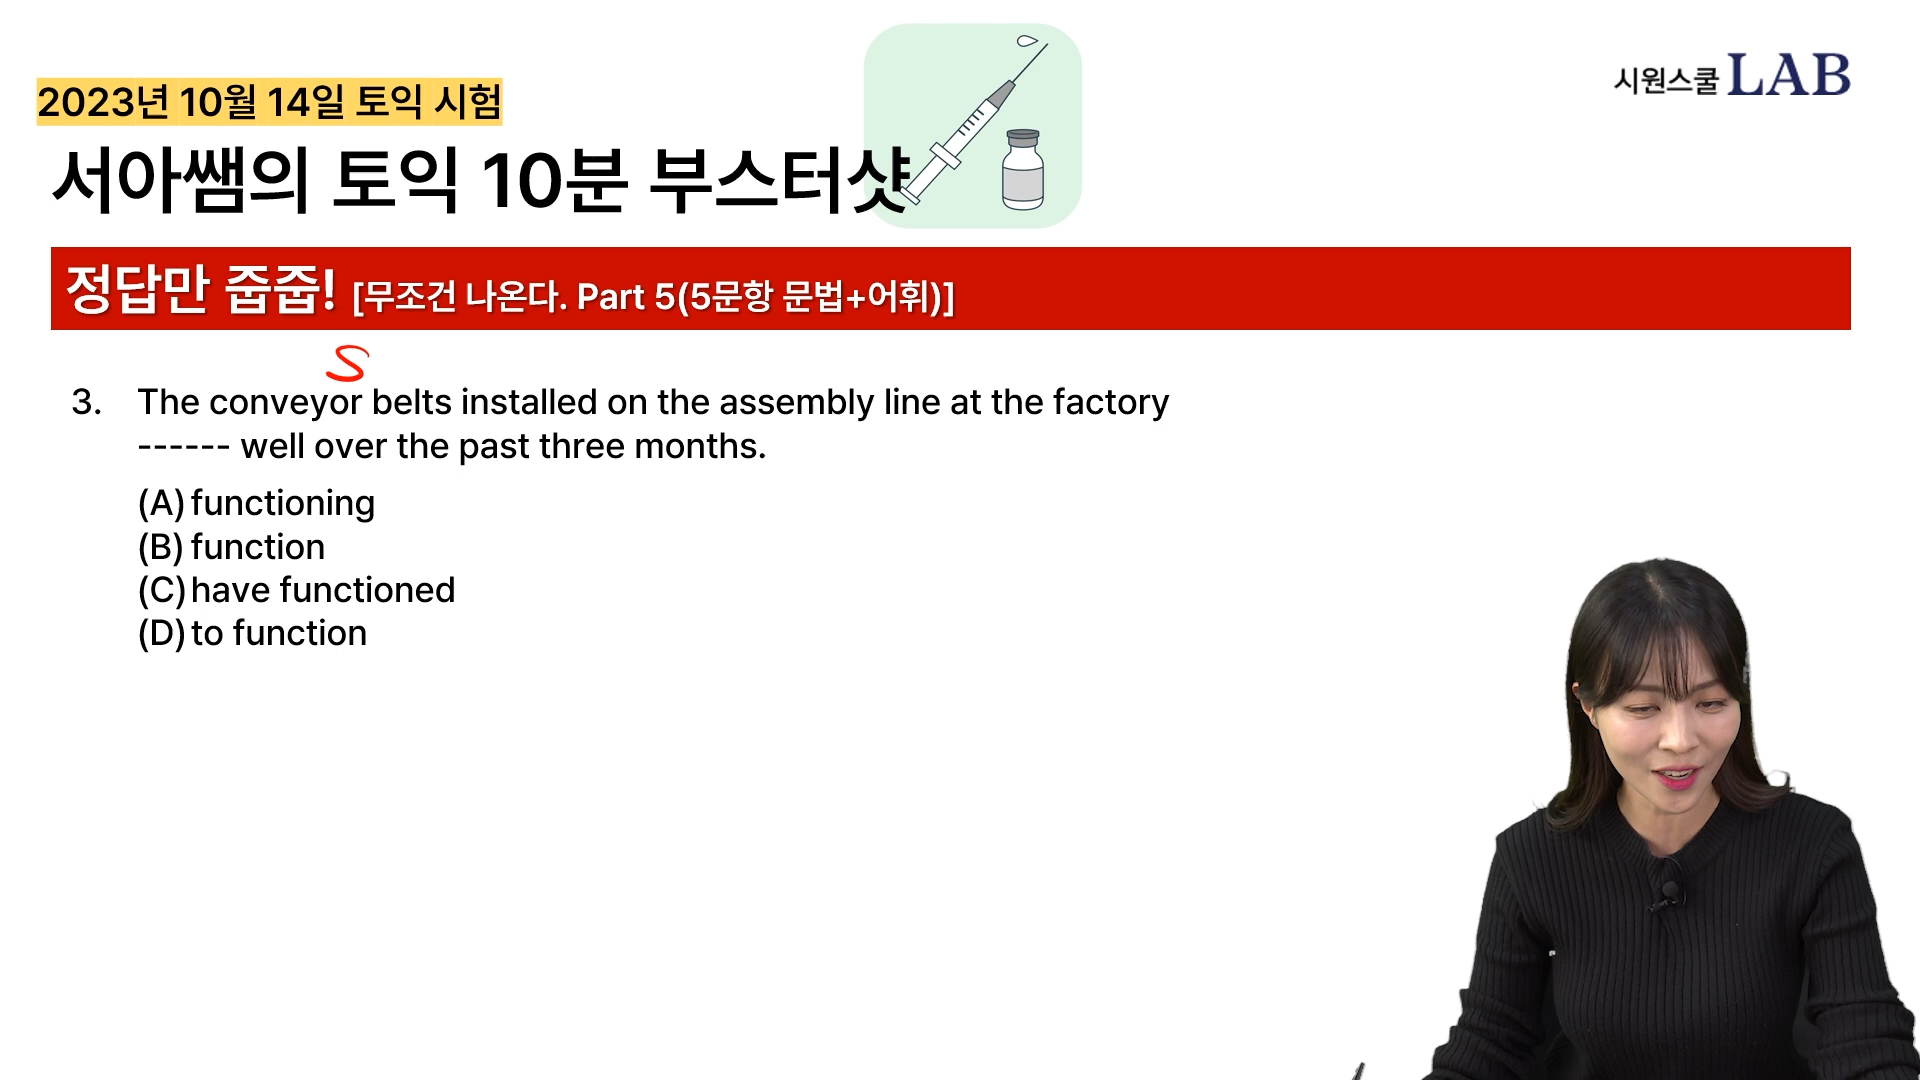 2023년 10월 14일 토익 시험
시원스쿨 LAB
서아쌤의 토익 10분 부스터샷
정답만 줍줍! [무조건 나온다. Part 5(5문항 문법+어휘)]
S
3. The conveyor belts installed on the assembly line at the factory
------ well over the past three months.
(A) functioning
(B) function
(C) have functioned
(D) to function